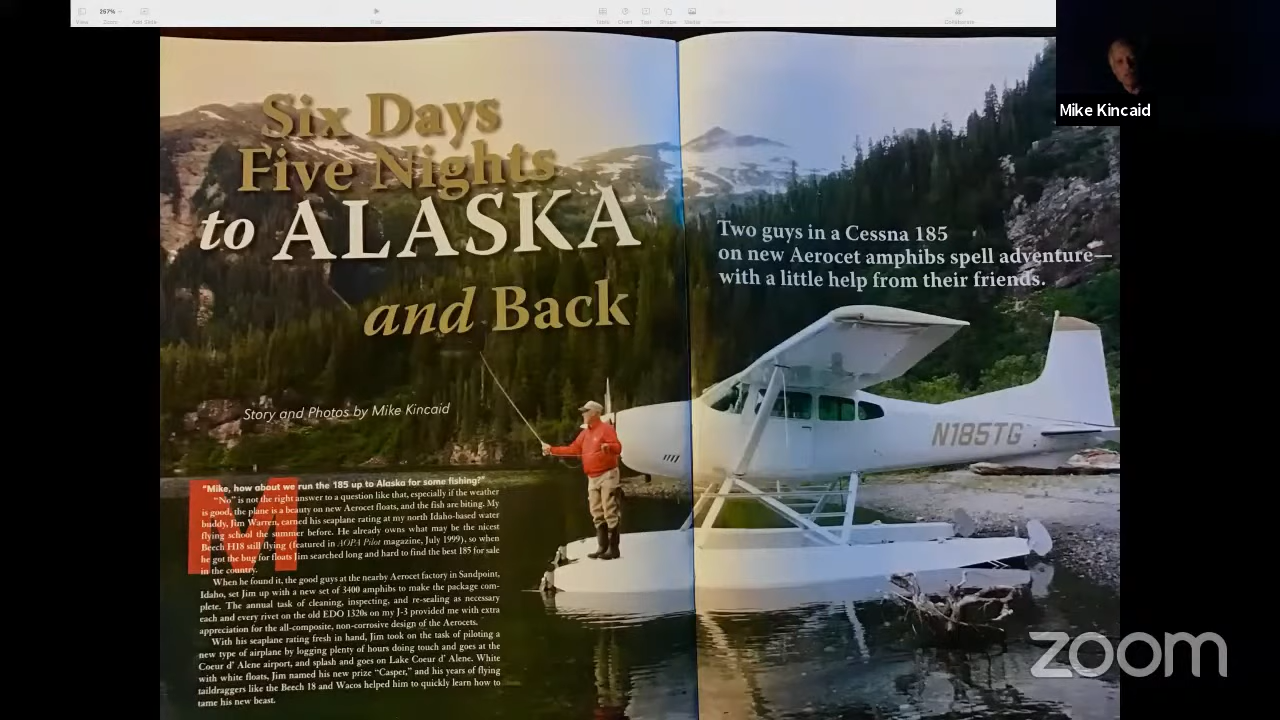 View
257%
Zoom
Add Slide
Play
Table
Chart
Text
Shape
Media
Collaborate
Mike Kincaid
Six Days
Five Nights
to ALASKA
and Back
Story and Photos by Mike Kincaid
Two guys in a Cessna 185
on new Aerocet amphibs spell adventure—
with a little help from their friends.
N185TG
"Mike, how about we run the 185 up to Alaska for some fishing?"
"No" is not the right answer to a question like that, especially if the weather
is good, the plane is a beauty on new Aerocet floats, and the fish are biting. My
buddy, Jim Warren, earned his seaplane rating at my north Idaho-based water
flying school the summer before. He already owns what may be the nicest
Beech H18 still flying (featured in AOPA Pilot magazine, July 1999), so when
he got the bug for floats Jim searched long and hard to find the best 185 for sale
in the country.
When he found it, the good guys at the nearby Aerocet factory in Sandpoint,
Idaho, set Jim up with a new set of 3400 amphibs to make the package com-
plete. The annual task of cleaning, inspecting, and re-sealing as necessary
each and every rivet on the old EDO 1320s on my J-3 provided me with extra
appreciation for the all-composite, non-corrosive design of the Aerocets.
With his seaplane rating fresh in hand, Jim took on the task of piloting a
new type of airplane by logging plenty of hours doing touch and goes at the
Coeur d' Alene airport, and splash and goes on Lake Coeur d' Alene. White
with white floats, Jim named his new prize "Casper," and his years of flying
taildraggers like the Beech 18 and Wacos helped him to quickly learn how to
tame his new beast.
zoom